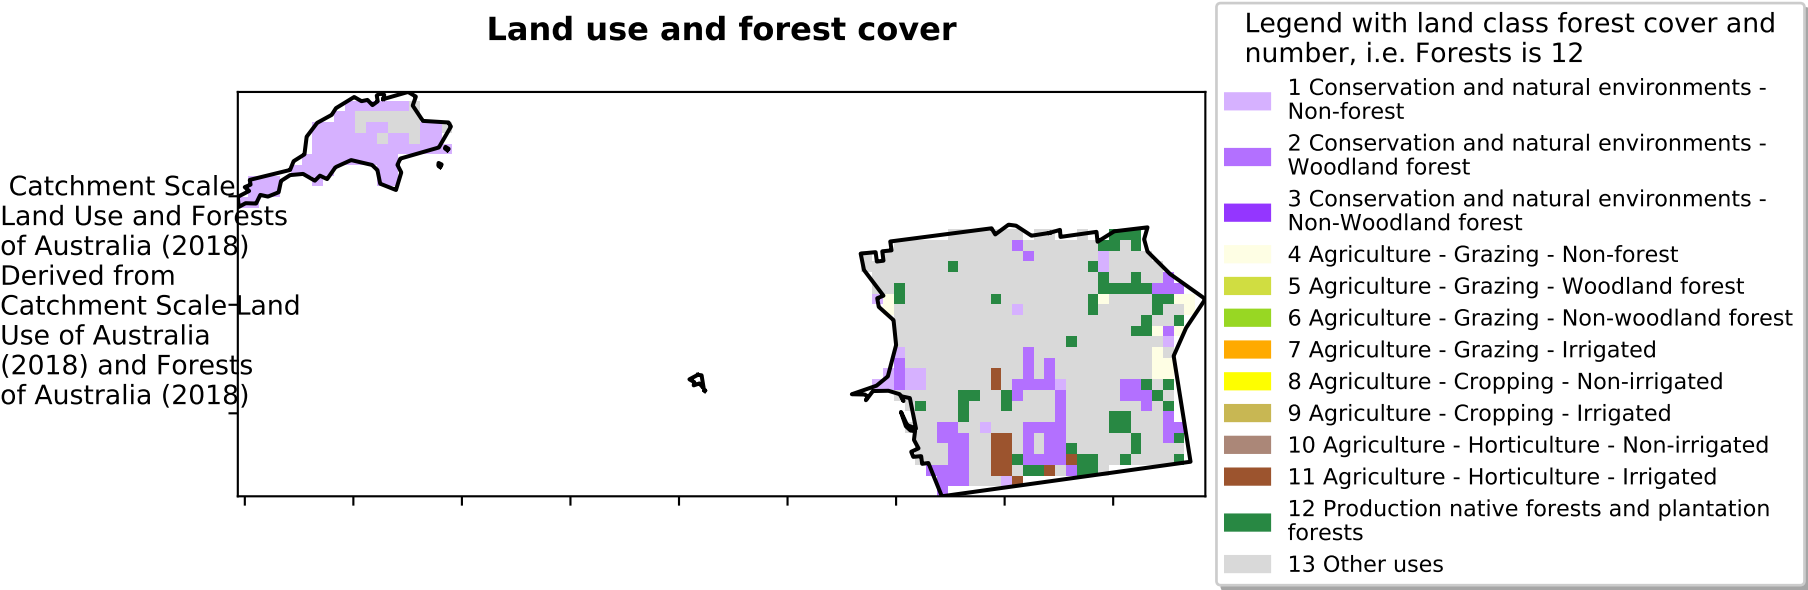 Land use and forest cover
Catchment Scale
Land Use and Forests
of Australia (2018)
Derived from
Catchment Scale Land
Use of Australia
(2018) and Forests
of Australia (2018)
Legend with land class forest cover and
number, i.e. Forests is 12
1 Conservation and natural environments -
Non-forest
2 Conservation and natural environments -
Woodland forest
3 Conservation and natural environments -
Non-Woodland forest
4 Agriculture - Grazing - Non-forest
5 Agriculture - Grazing - Woodland forest
6 Agriculture - Grazing - Non-woodland forest
7 Agriculture - Grazing - Irrigated
8 Agriculture - Cropping - Non-irrigated
9 Agriculture - Cropping - Irrigated
10 Agriculture - Horticulture - Non-irrigated
11 Agriculture - Horticulture - Irrigated
12 Production native forests and plantation
forests
13 Other uses